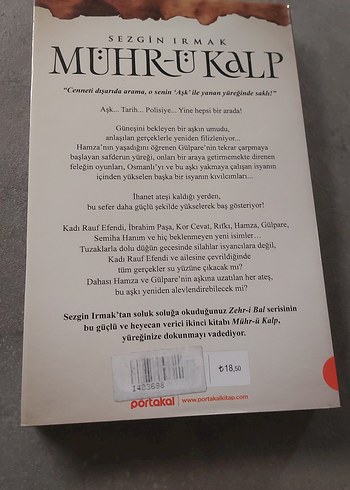 SEZGİN IRMAK
MÜHR-Ü KALP
"Cenneti dışarıda arama, o senin 'Aşk' ile yanan yüreğinde saklı!"
Aşk... Tarih... Polisiye... Yine hepsi bir arada!
Güneşini bekleyen bir aşkın umudu,
anlaşılan gerçeklerle yeniden filizleniyor...
Hamza'nın yaşadığını öğrenen Gülpare'nin tekrar çarpmaya
başlayan safderun yüreği, onları bir araya getirmemekte direnen
feleğin oyunları, Osmanlı'yı ve bu aşkı yakmaya çalışan isyanın
içinden yükselen başka bir isyanın kıvılcımları...
İhanet ateşi kaldığı yerden,
bu sefer daha güçlü şekilde yükselerek baş gösteriyor!
Kadı Rauf Efendi, İbrahim Paşa, Kor Cevat, Rıfkı, Hamza, Gülpare,
Semiha Hanım ve hiç beklenmeyen yeni isimler...
Tuzaklarla dolu düğün gecesinde silahlar isyancılara değil,
Kadı Rauf Efendi ve ailesine çevrildiğinde
tüm gerçekler su yüzüne çıkacak mı?
Dahası Hamza ve Gülpare'nin aşkına uzatılan her ateş,
bu aşkı yeniden alevlendirebilecek mi?
Sezgin Irmak'tan soluk soluğa okuduğunuz Zehr-i Bal serisinin
bu güçlü ve heyecan verici ikinci kitabı Mühr-ü Kalp,
yüreğinize dokunmayı vadediyor.
₺18,50
1423698
portakal www.portakalkitap.com